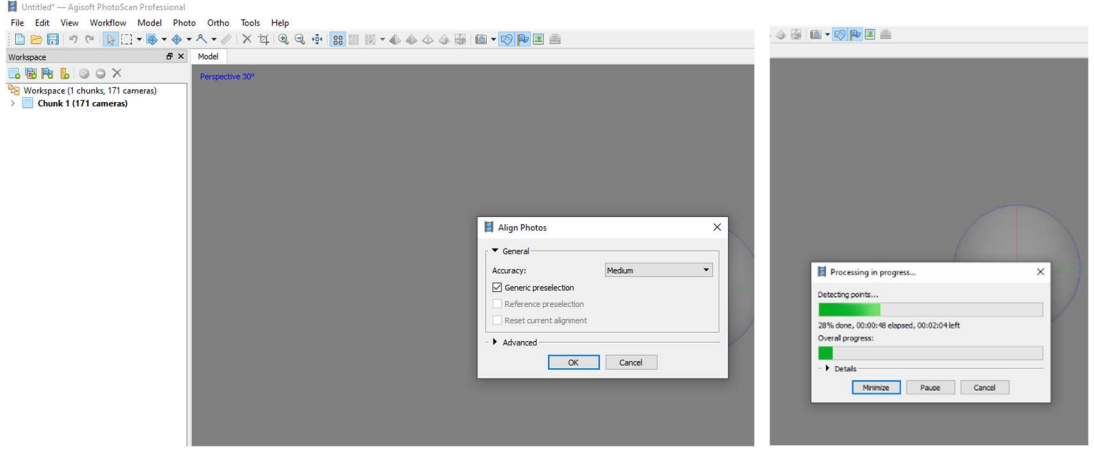 Untitled* — Agisoft PhotoScan Professional
File Edit View Workflow Model Photo Ortho Tools Help
Workspace
Model
Perspective 30°
Workspace (1 chunks, 171 cameras)
Chunk 1 (171 cameras)
Align Photos
General
Accuracy: Medium
Generic preselection
Reference preselection
Reset current alignment
Advanced
OK Cancel
Processing in progress...
Detecting points...
28% done, 00:00:48 elapsed, 00:02:04 left
Overall progress:
Details
Minimize Pause Cancel